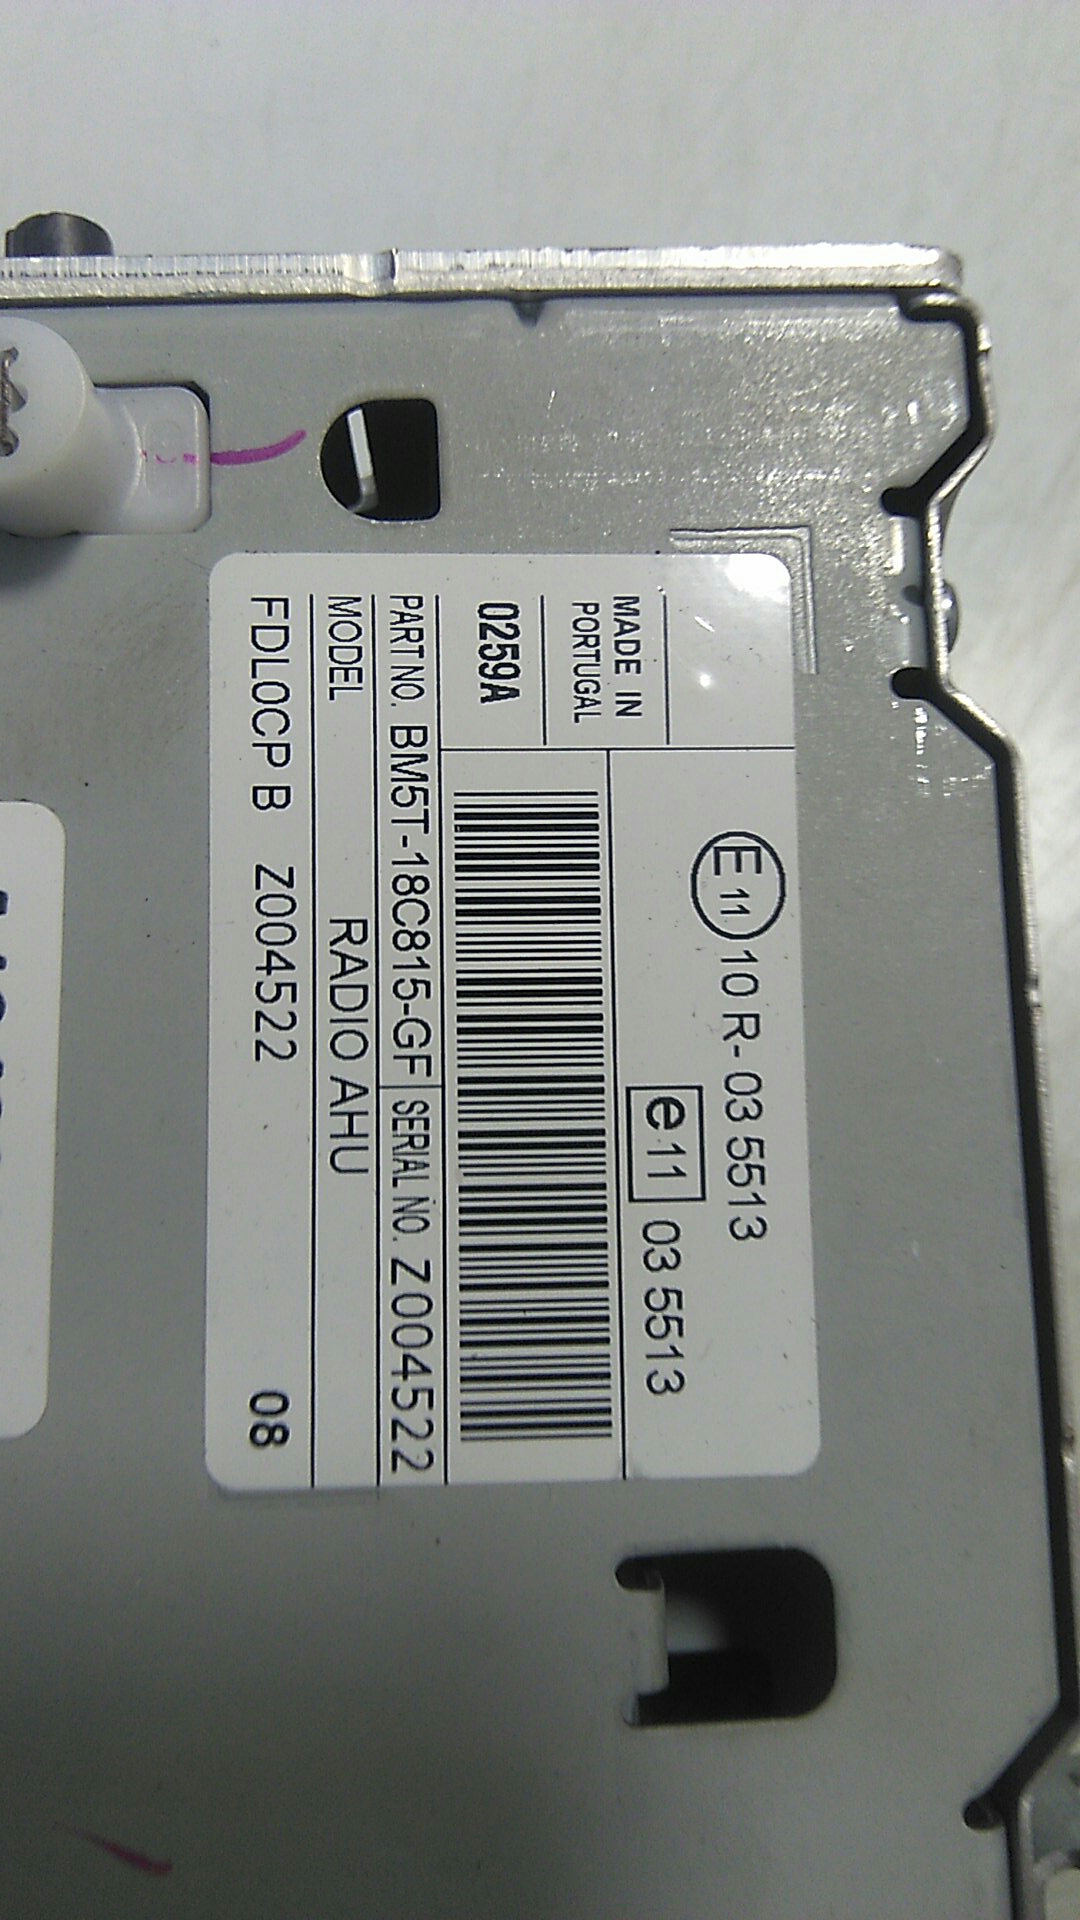 E 11 10 R-03 5513
e 11 03 5513
MADE IN
PORTUGAL
0259A
PART NO. BM5T-18C815-GF SERIAL NO. Z004522
MODEL RADIO AHU
FDL0CP B Z004522 08